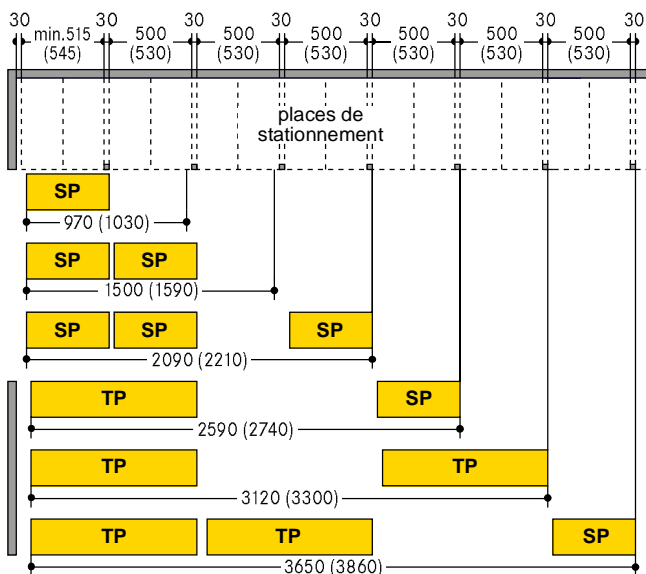 30 min.515 30 500 30 500 30 500 30 500 30 500 30 500 30
(545) (530) (530) (530) (530) (530) (530)
places de
stationnement
SP
970 (1030)
SP SP
1500 (1590)
SP SP SP
2090 (2210)
TP SP
2590 (2740)
TP TP
3120 (3300)
TP TP SP
3650 (3860)